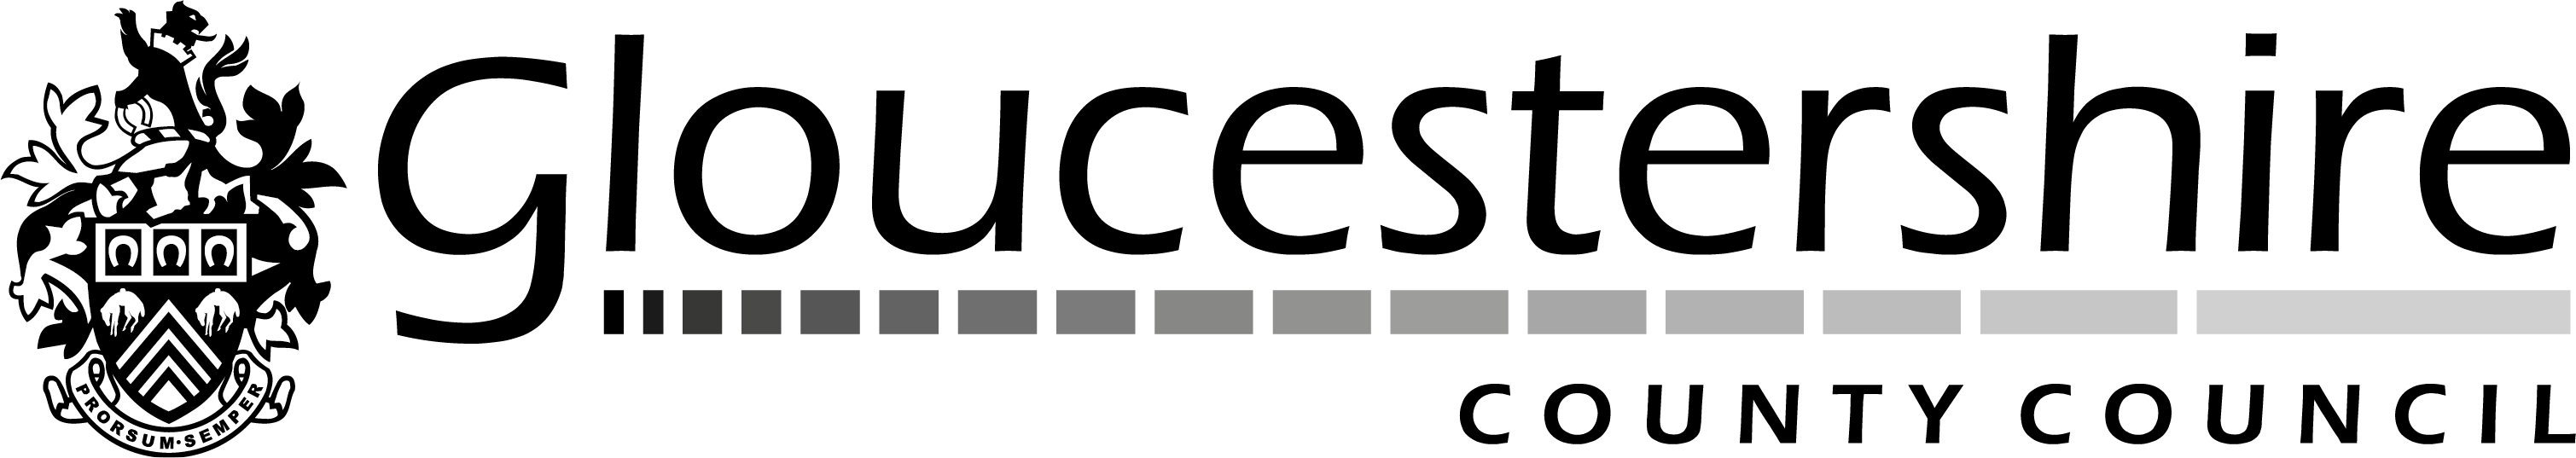 Gloucestershire
COUNTY COUNCIL
PRORSUM · SEMPER